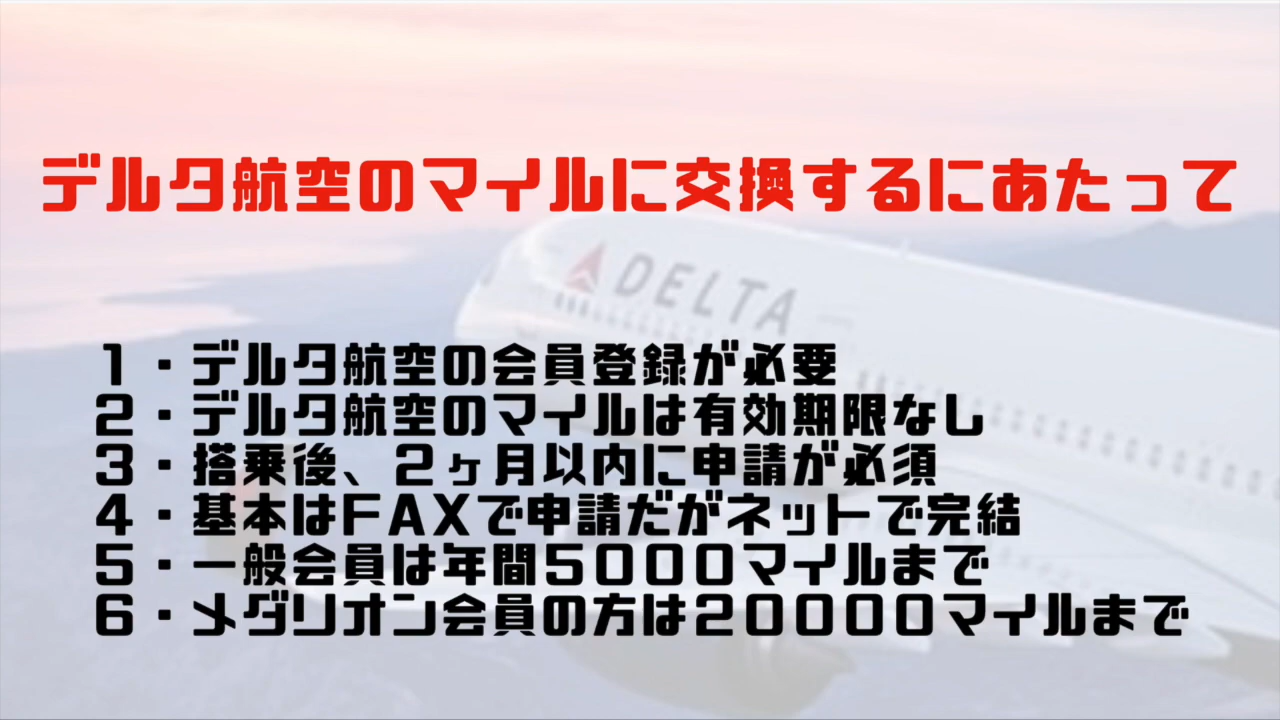 デルタ航空のマイルに交換するにあたって
DELTA
1・デルタ航空の会員登録が必要
2・デルタ航空のマイルは有効期限なし
3・搭乗後、2ヶ月以内に申請が必須
4・基本はFAXで申請だがネットで完結
5・一般会員は年間5000マイルまで
6・メダリオン会員の方は20000マイルまで